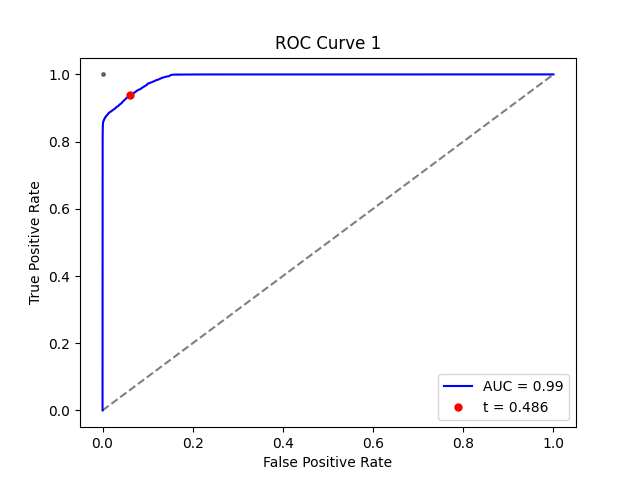 ROC Curve 1
True Positive Rate
1.0
0.8
0.6
0.4
0.2
0.0
AUC = 0.99
t = 0.486
0.0 0.2 0.4 0.6 0.8 1.0
False Positive Rate